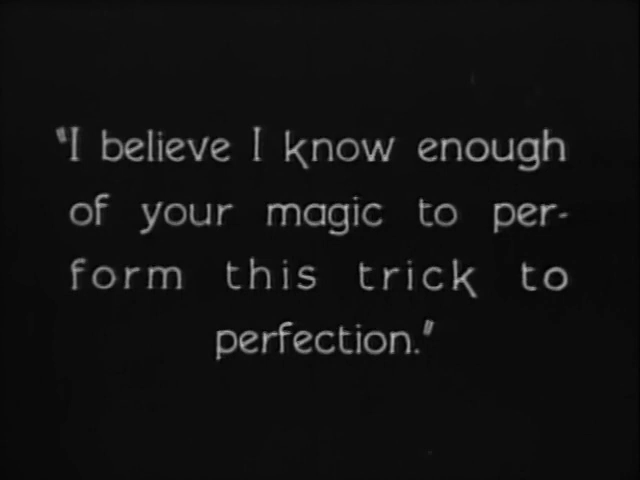 "I believe I know enough
of your magic to per-
form this trick to
perfection."